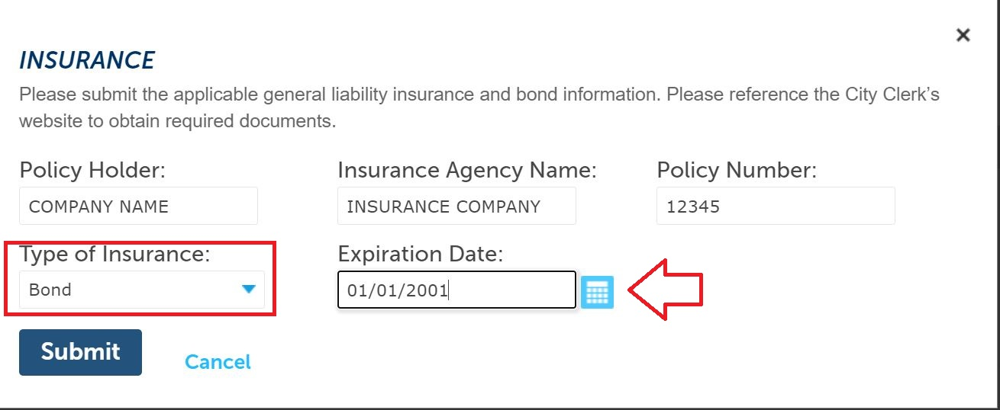 INSURANCE
Please submit the applicable general liability insurance and bond information. Please reference the City Clerk's
website to obtain required documents.
Policy Holder: Insurance Agency Name: Policy Number:
COMPANY NAME INSURANCE COMPANY 12345
Type of Insurance: Expiration Date:
Bond 01/01/2001
Submit Cancel